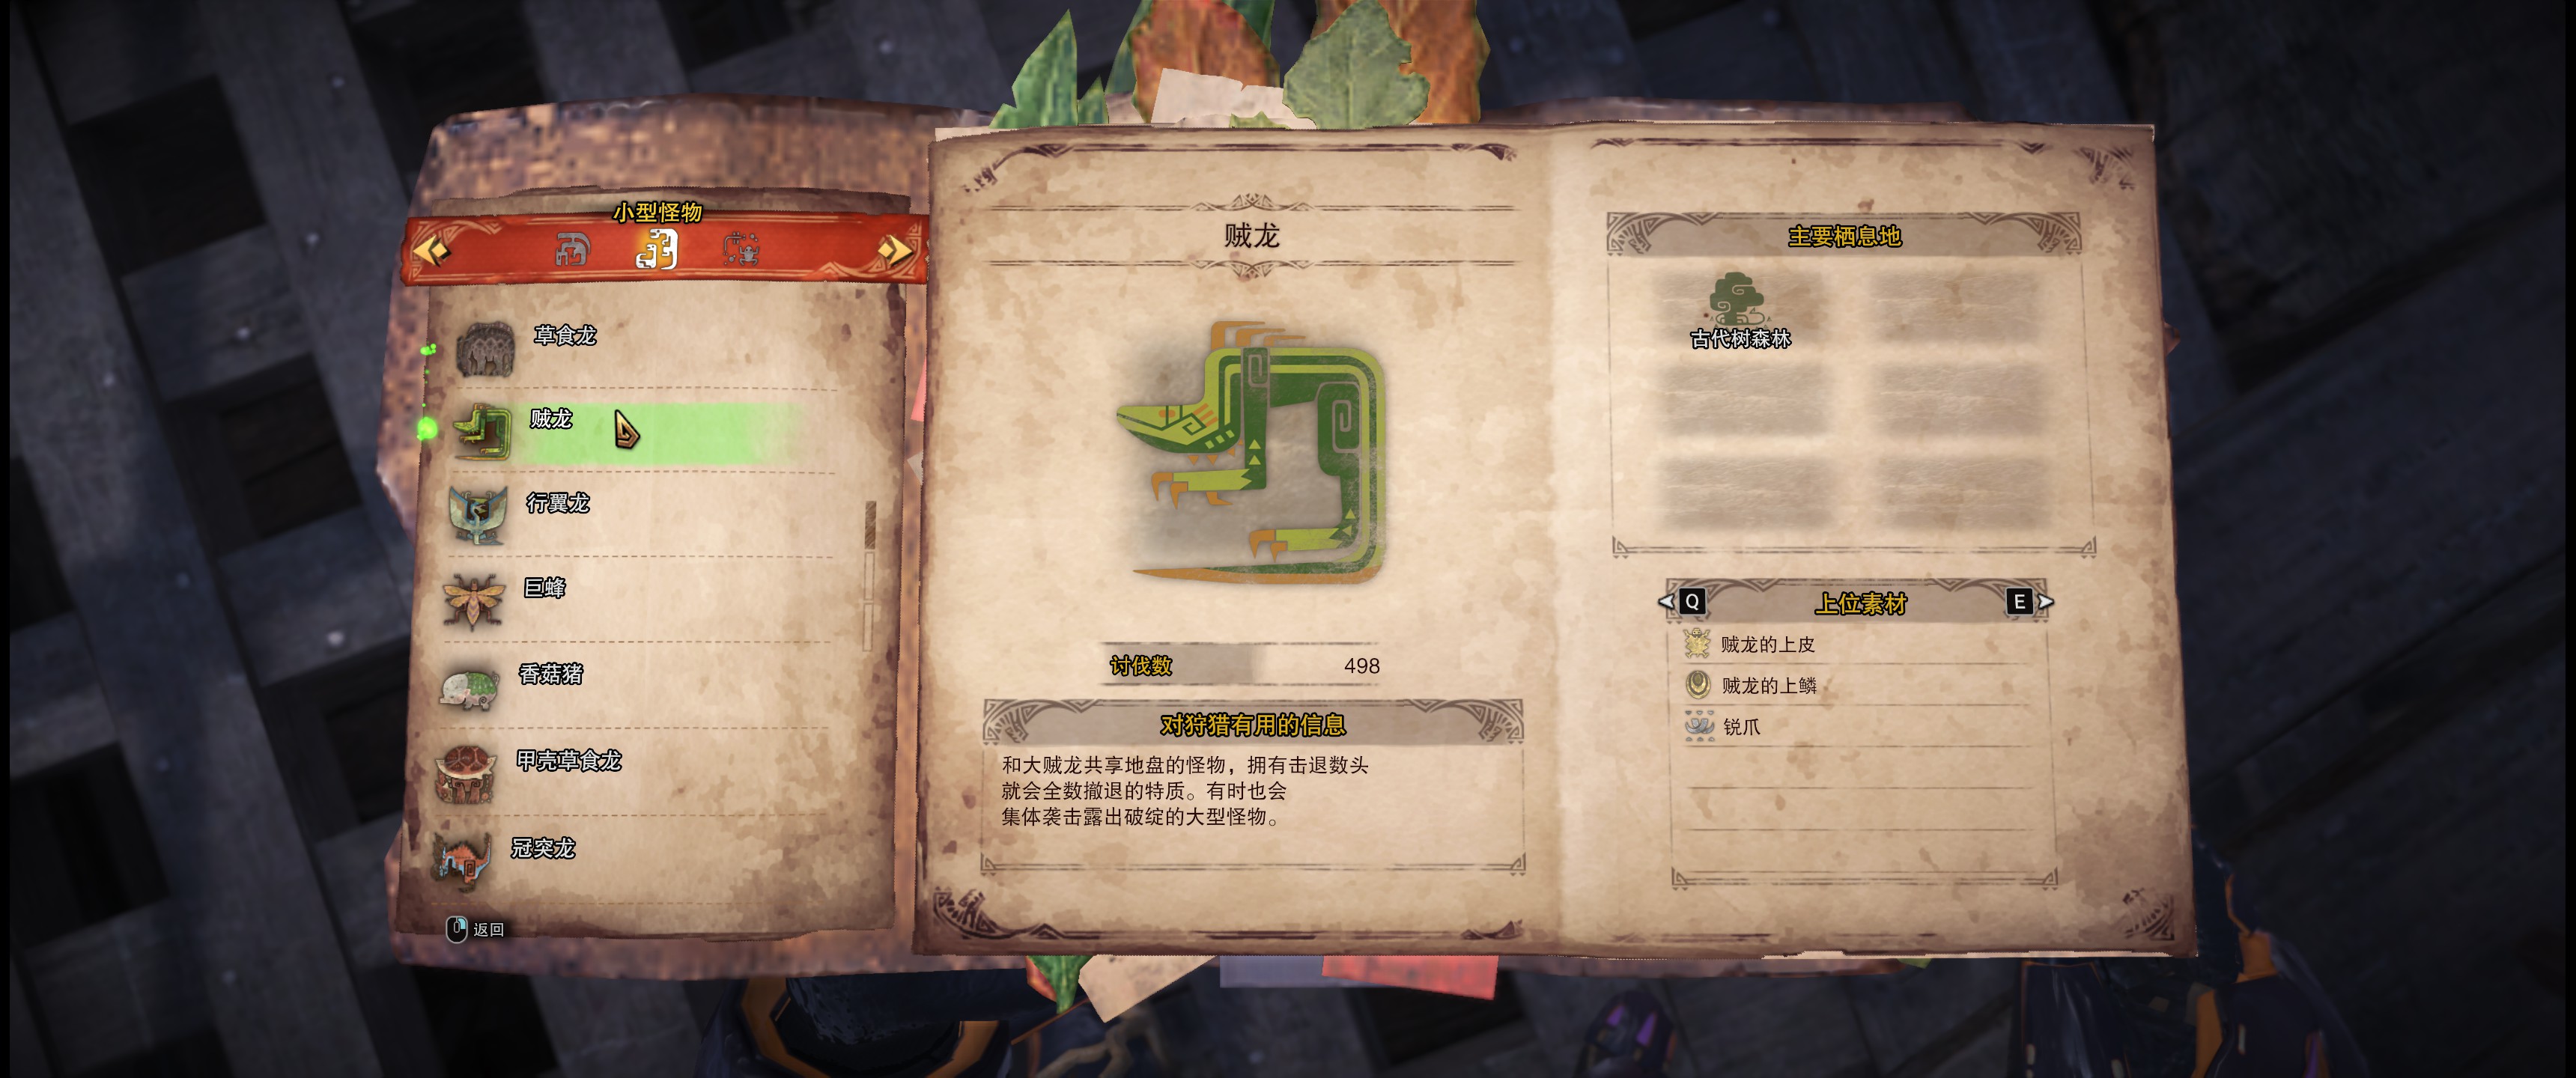 小型怪物
草食龙
贼龙
行翼龙
巨蜂
香菇猪
甲壳草食龙
冠突龙
返回
贼龙
讨伐数 498
对狩猎有用的信息
和大贼龙共享地盘的怪物，拥有击退数头
就会全数撤退的特质。有时也会
集体袭击露出破绽的大型怪物。
主要栖息地
古代树森林
Q 上位素材 E
贼龙的上皮
贼龙的上鳞
锐爪